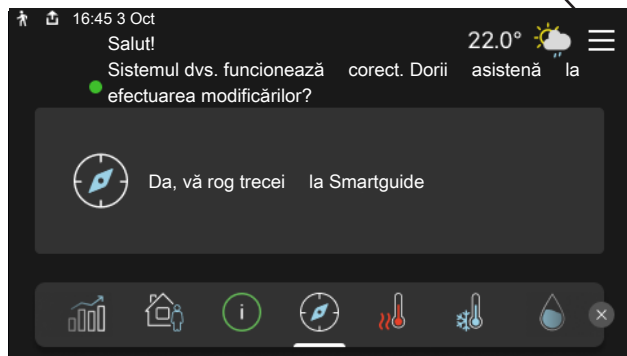 16:45 3 Oct
Salut!
22.0°
Sistemul dvs. funcionează corect. Dorii asistenă la
efectuarea modificărilor?
Da, vă rog trecei la Smartguide